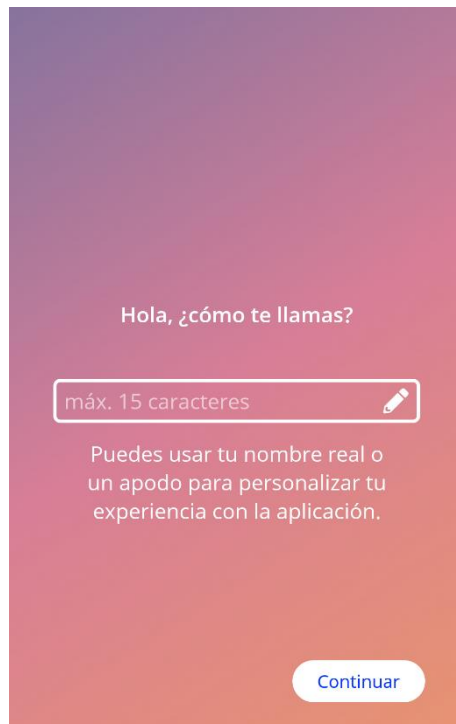 Hola, ¿cómo te llamas?
máx. 15 caracteres
Puedes usar tu nombre real o
un apodo para personalizar tu
experiencia con la aplicación.
Continuar